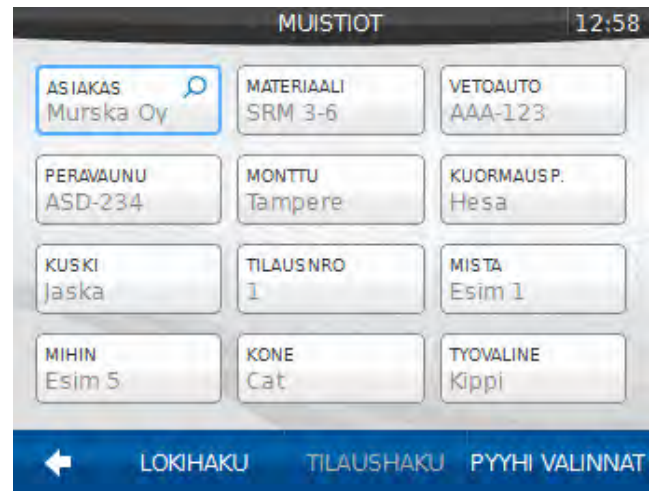 MUISTIOT 12:58
ASIAKAS MATERIAALI VETOAUTO
Murska Oy SRM 3-6 AAA-123
PERAVAUNU MONTTU KUORMAUSP.
ASD-234 Tampere Hesa
KUSKI TILAUSNRO MISTA
Jaska 1 Esim 1
MIHIN KONE TYOVALINE
Esim 5 Cat Kippi
LOKIHAKU TILAUSHAKU PYYHI VALINNAT